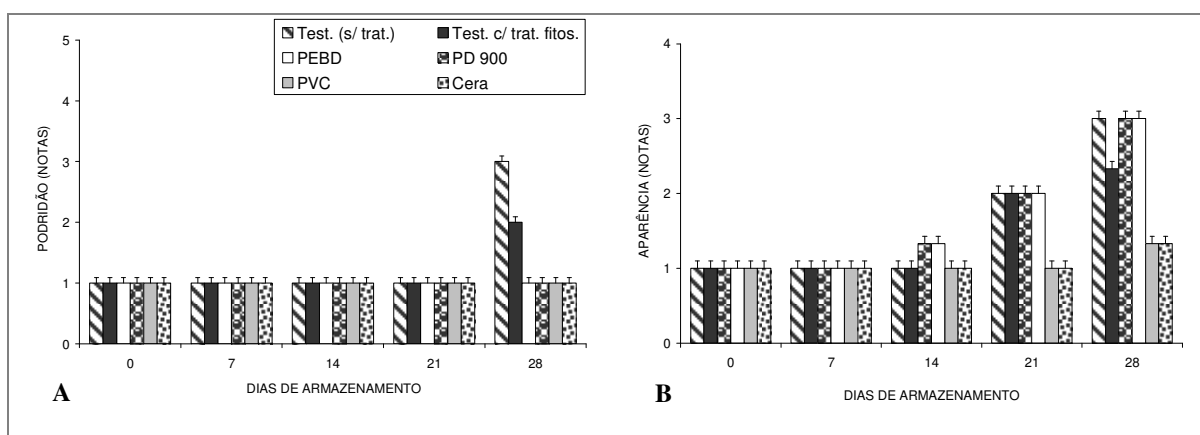 Test. (s/ trat.) Test. c/ trat. fitos.
PEBD PD 900
PVC Cera
PODRIDÃO (NOTAS)
5
4
3
2
1
0
0 7 14 21 28
DIAS DE ARMAZENAMENTO
A
APARÊNCIA (NOTAS)
4
3
2
1
0
0 7 14 21 28
DIAS DE ARMAZENAMENTO
B